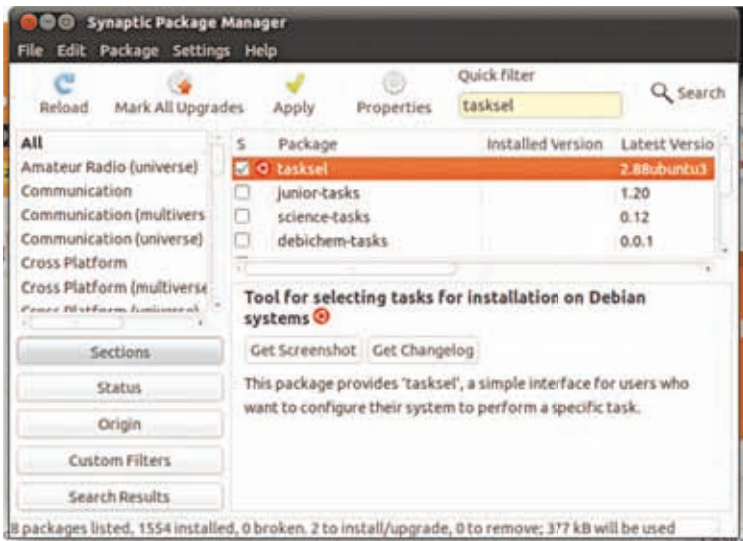 Synaptic Package Manager
File Edit Package Settings Help
Reload Mark All Upgrades Apply Properties
Quick filter
tasksel
Search
All
Amateur Radio (universe)
Communication
Communication (multivers
Communication (universe)
Cross Platform
Cross Platform (multiverse
Cross Platform (universe)
S Package Installed Version Latest Versio
tasksel 2.88ubuntu3
junior-tasks 1.20
science-tasks 0.12
debichem-tasks 0.0.1
Sections
Status
Origin
Custom Filters
Search Results
Tool for selecting tasks for installation on Debian
systems
Get Screenshot Get Changelog
This package provides 'tasksel', a simple interface for users who
want to configure their system to perform a specific task.
8 packages listed, 1554 installed, 0 broken. 2 to install/upgrade, 0 to remove; 377 kB will be used